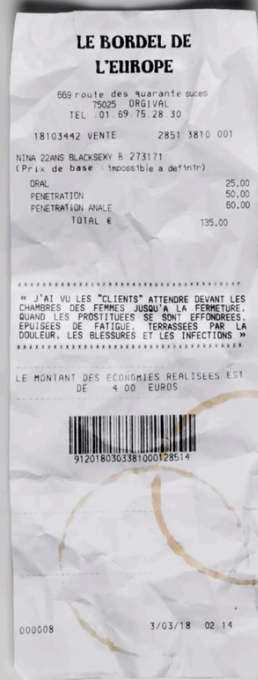 LE BORDEL DE
L'EUROPE
669 route des quarante suces
75025 ORGIVAL
TEL :01.69.75.28.30
18103442 VENTE 2851 3810 001
NINA 22ANS BLACKSEXY B 273171
(Prix de base : impossible a definir)
ORAL 25.00
PENETRATION 50.00
PENETRATION ANALE 60.00
TOTAL € 135.00
« J'AI VU LES "CLIENTS" ATTENDRE DEVANT LES
CHAMBRES DES FEMMES JUSQU'A LA FERMETURE,
QUAND LES PROSTITUEES SE SONT EFFONDREES,
EPUISEES DE FATIGUE, TERRASSEES PAR LA
DOULEUR, LES BLESSURES ET LES INFECTIONS »
LE MONTANT DES ECONOMIES REALISEES EST
DE 4.00 EUROS
9120180303381000128514
000008 3/03/18 02:14